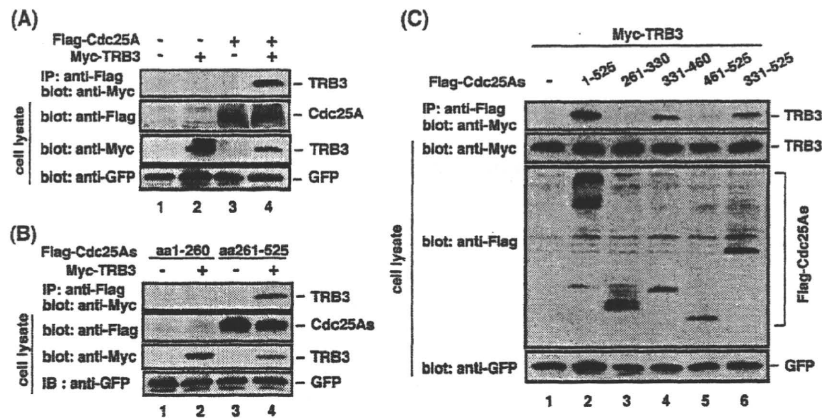 (A)
Flag-Cdc25A - - + +
Myc-TRB3 - + - +
IP: anti-Flag
blot: anti-Myc
TRB3
cell lysate
blot: anti-Flag
Cdc25A
blot: anti-Myc
TRB3
blot: anti-GFP
GFP
1 2 3 4
(B)
Flag-Cdc25As aa1-260 aa261-525
Myc-TRB3 - + - +
IP: anti-Flag
blot: anti-Myc
TRB3
cell lysate
blot: anti-Flag
Cdc25As
blot: anti-Myc
TRB3
IB : anti-GFP
GFP
1 2 3 4
(C)
Myc-TRB3
Flag-Cdc25As - 1-525 261-330 331-460 461-525 331-525
IP: anti-Flag
blot: anti-Myc
TRB3
cell lysate
blot: anti-Myc
TRB3
blot: anti-Flag
Flag-Cdc25As
blot: anti-GFP
GFP
1 2 3 4 5 6